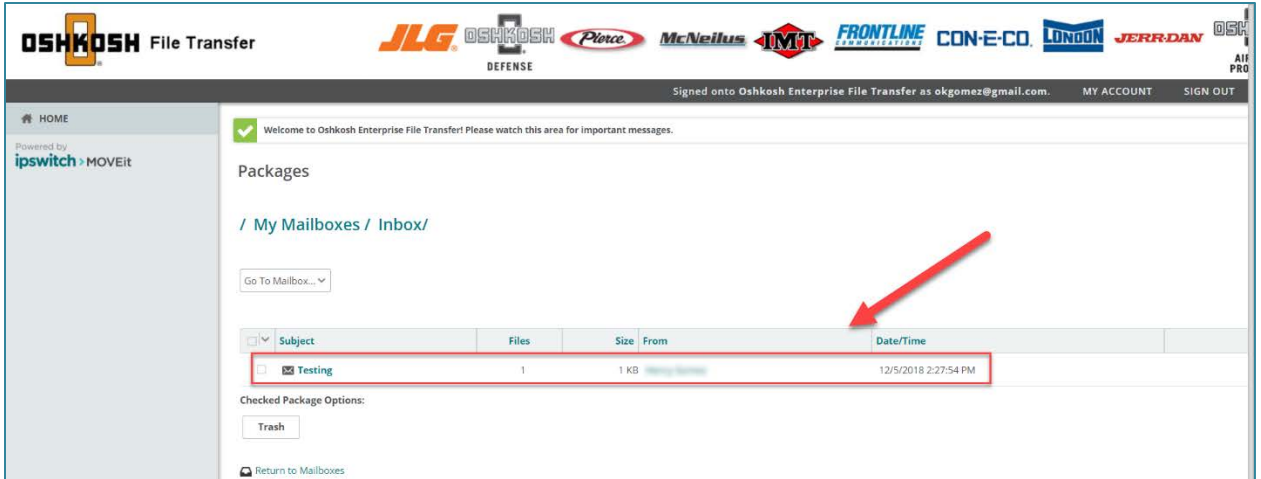 OSHKOSH File Transfer
JLG
OSHKOSH
DEFENSE
Pierce
McNeilus
IMT
FRONTLINE
COMMUNICATIONS
CON-E-CO.
LONDON
JERR-DAN
Signed onto Oshkosh Enterprise File Transfer as okgomez@gmail.com. MY ACCOUNT SIGN OUT
HOME
Powered by
ipswitch > MOVEit
Welcome to Oshkosh Enterprise File Transfer! Please watch this area for important messages.
Packages
/ My Mailboxes / Inbox/
Go To Mailbox...
Subject Files Size From Date/Time
Testing 1 1 KB 12/5/2018 2:27:54 PM
Checked Package Options:
Trash
Return to Mailboxes